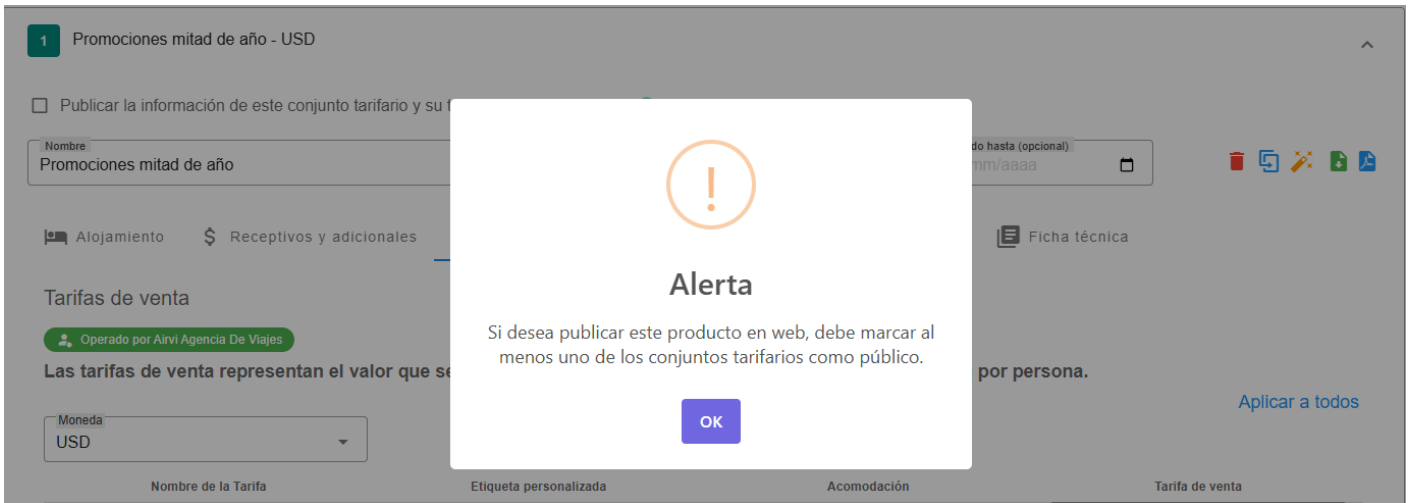 1 Promociones mitad de año - USD
Publicar la información de este conjunto tarifario y su
Nombre
Promociones mitad de año
do hasta (opcional)
mm/aaaa
Alojamiento
$ Receptivos y adicionales
Ficha técnica
!
Alerta
Si desea publicar este producto en web, debe marcar al
menos uno de los conjuntos tarifarios como público.
OK
Tarifas de venta
Operado por Airvi Agencia De Viajes
Las tarifas de venta representan el valor que se
por persona.
Aplicar a todos
Moneda
USD
Nombre de la Tarifa Etiqueta personalizada Acomodación Tarifa de venta